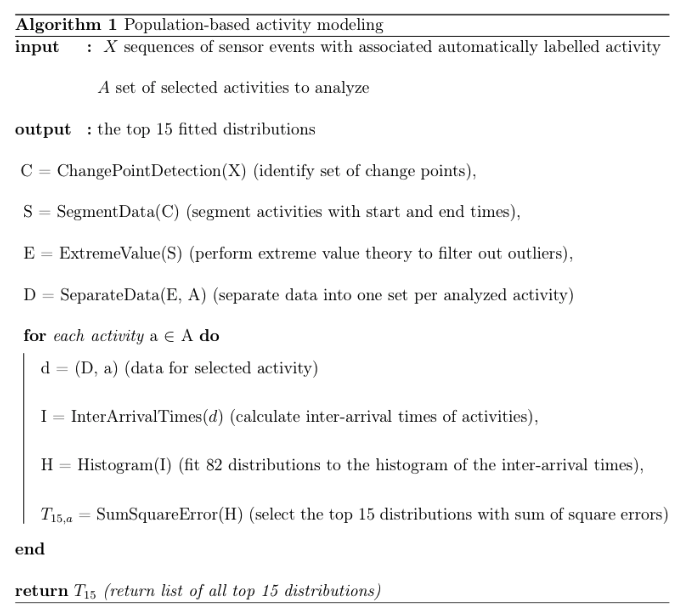 Algorithm 1 Population-based activity modeling
input : X sequences of sensor events with associated automatically labelled activity
A set of selected activities to analyze
output : the top 15 fitted distributions
C = ChangePointDetection(X) (identify set of change points),
S = SegmentData(C) (segment activities with start and end times),
E = ExtremeValue(S) (perform extreme value theory to filter out outliers),
D = SeparateData(E, A) (separate data into one set per analyzed activity)
for each activity a ∈ A do
d = (D, a) (data for selected activity)
I = InterArrivalTimes(d) (calculate inter-arrival times of activities),
H = Histogram(I) (fit 82 distributions to the histogram of the inter-arrival times),
T₁₅,ₐ = SumSquareError(H) (select the top 15 distributions with sum of square errors)
end
return T₁₅ (return list of all top 15 distributions)